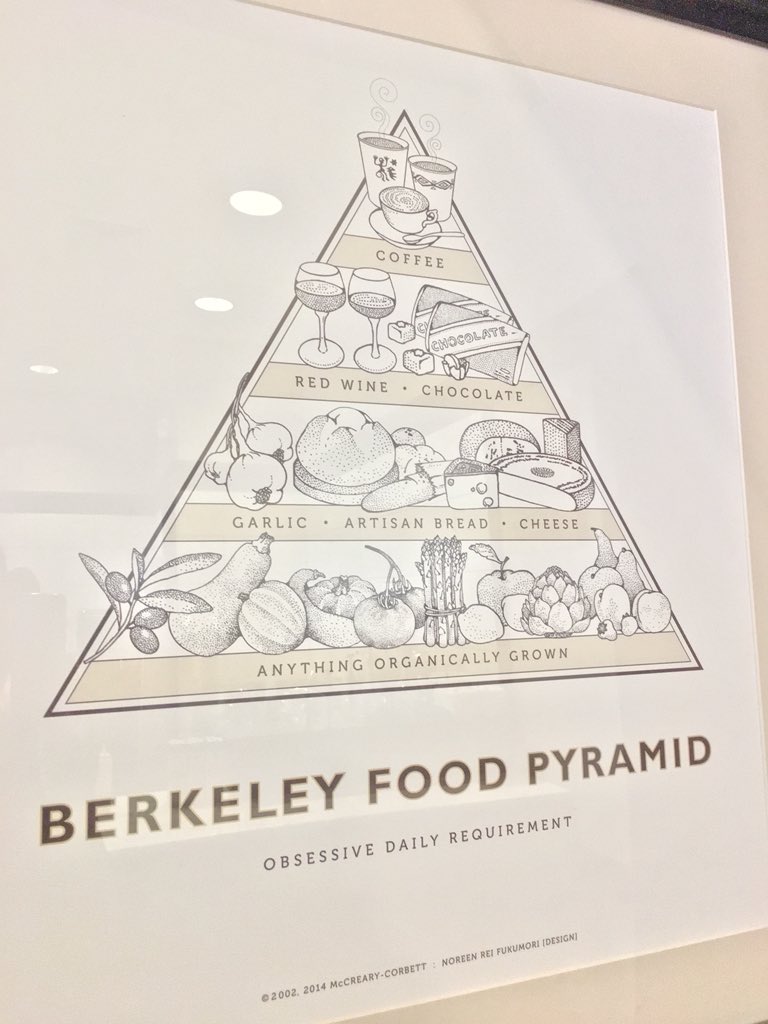 COFFEE
CHOCOLATE
RED WINE • CHOCOLATE
GARLIC • ARTISAN BREAD • CHEESE
ANYTHING ORGANICALLY GROWN
BERKELEY FOOD PYRAMID
OBSESSIVE DAILY REQUIREMENT
©2002, 2014 McCREARY-CORBETT : NOREEN REI FUKUMORI [DESIGN]